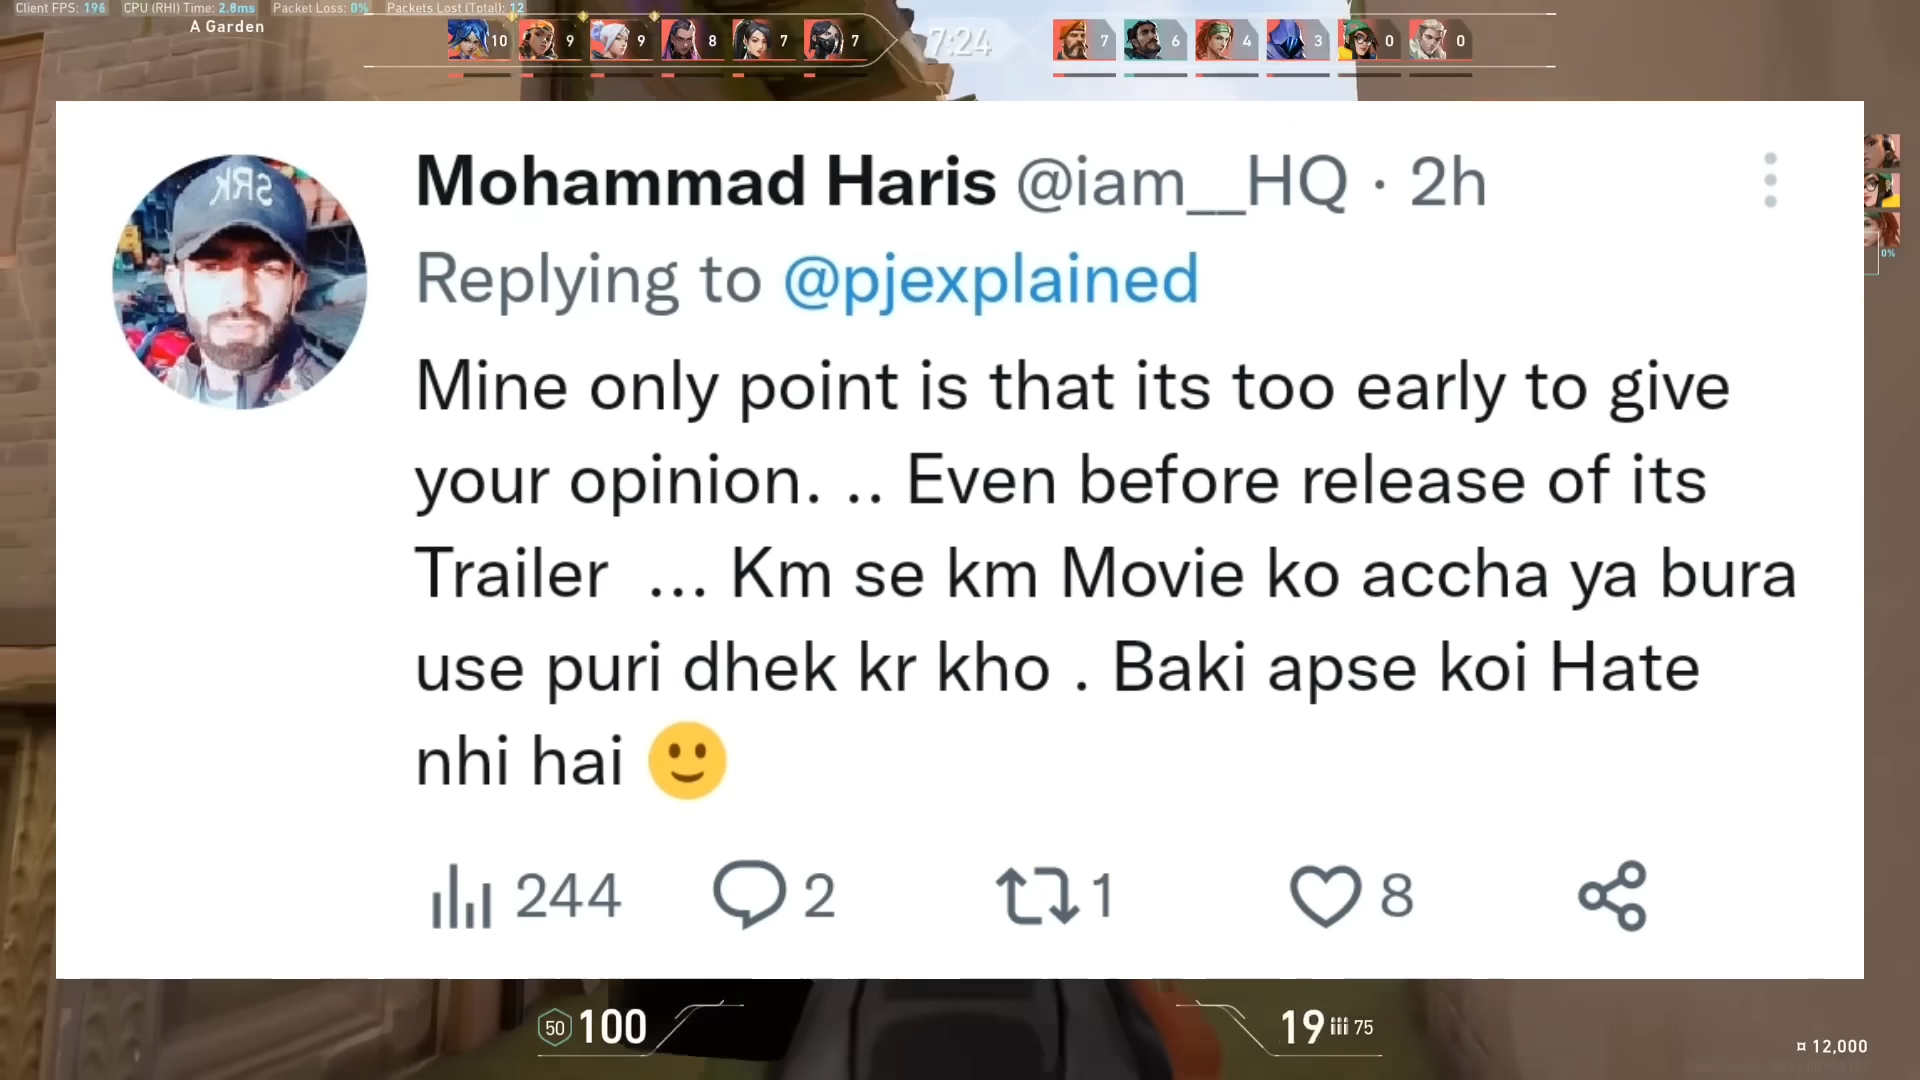 Client FPS: 196 CPU (RHI) Time: 2.8ms Packet Loss: 0% Packets Lost (Total): 12
A Garden
10 9 9 8 7 7 7:24 7 6 4 3 0 0
SRK
Mohammad Haris @iam__HQ · 2h
Replying to @pjexplained
Mine only point is that its too early to give
your opinion. .. Even before release of its
Trailer ... Km se km Movie ko accha ya bura
use puri dhek kr kho . Baki apse koi Hate
nhi hai 🙂
244 2 1 8
0%
50 100 19 75
¤ 12,000